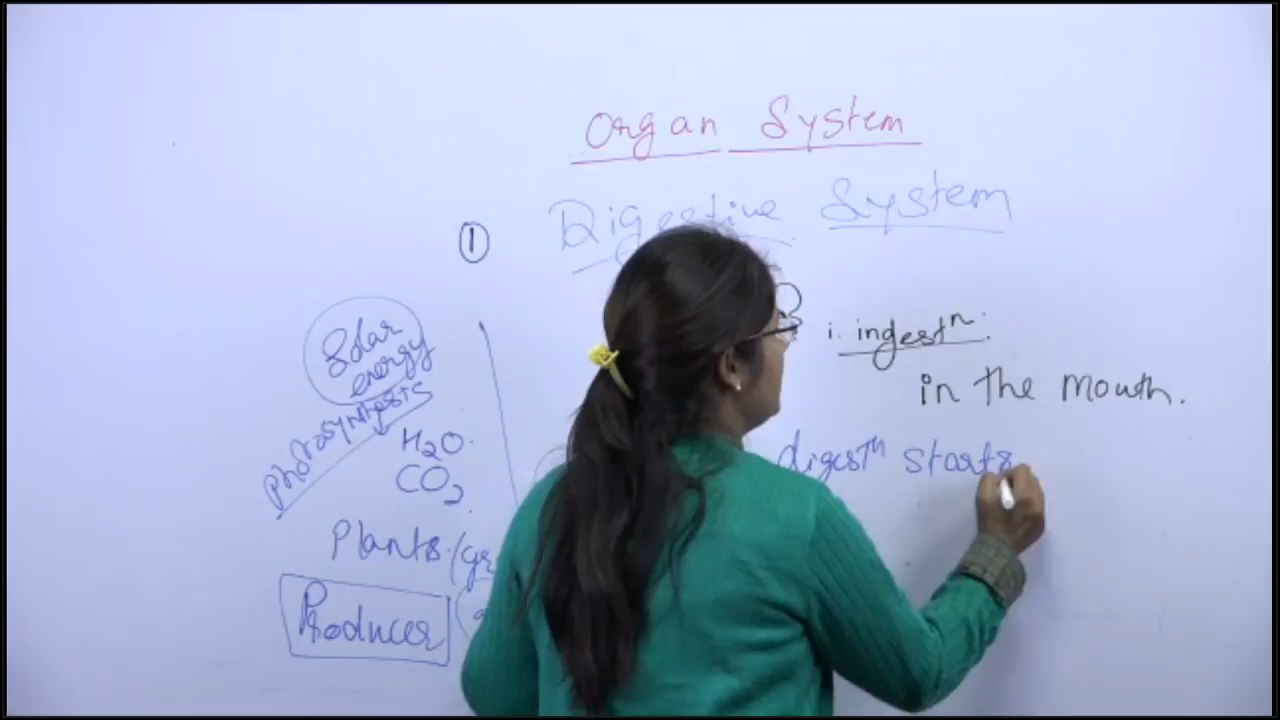 Organ System
Digestive System
①
i. ingestⁿ.
in the mouth.
digestⁿ starts
Solar
energy
Photosynthesis
H₂O
CO₂
Plants
Producer